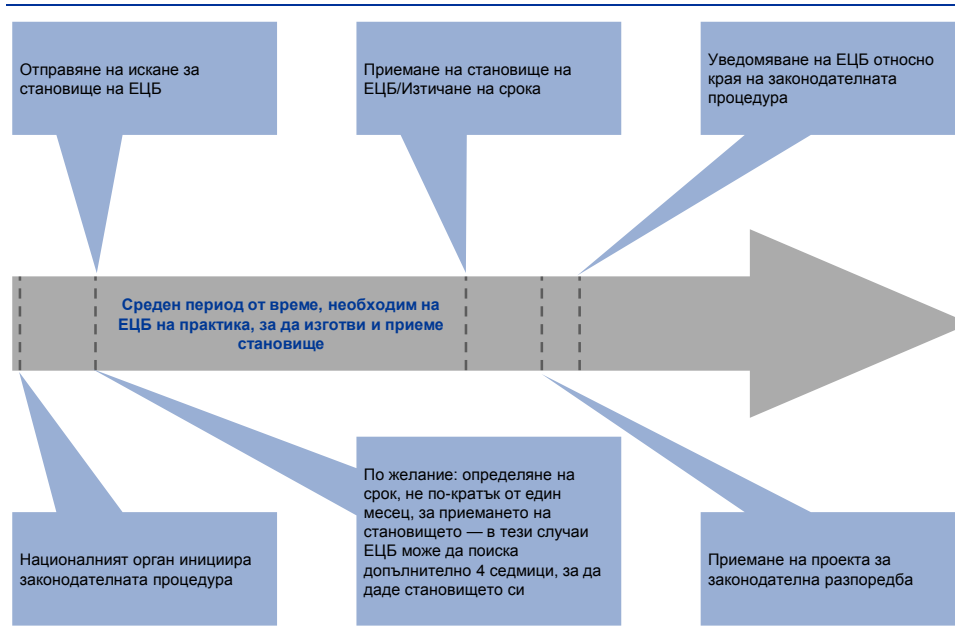 Отправяне на искане за
становище на ЕЦБ
Приемане на становище на
ЕЦБ/Изтичане на срока
Уведомяване на ЕЦБ относно
края на законодателната
процедура
Среден период от време, необходим на
ЕЦБ на практика, за да изготви и приеме
становище
Националният орган инициира
законодателната процедура
По желание: определяне на
срок, не по-кратък от един
месец, за приемането на
становището — в тези случаи
ЕЦБ може да поиска
допълнително 4 седмици, за да
даде становището си
Приемане на проекта за
законодателна разпоредба